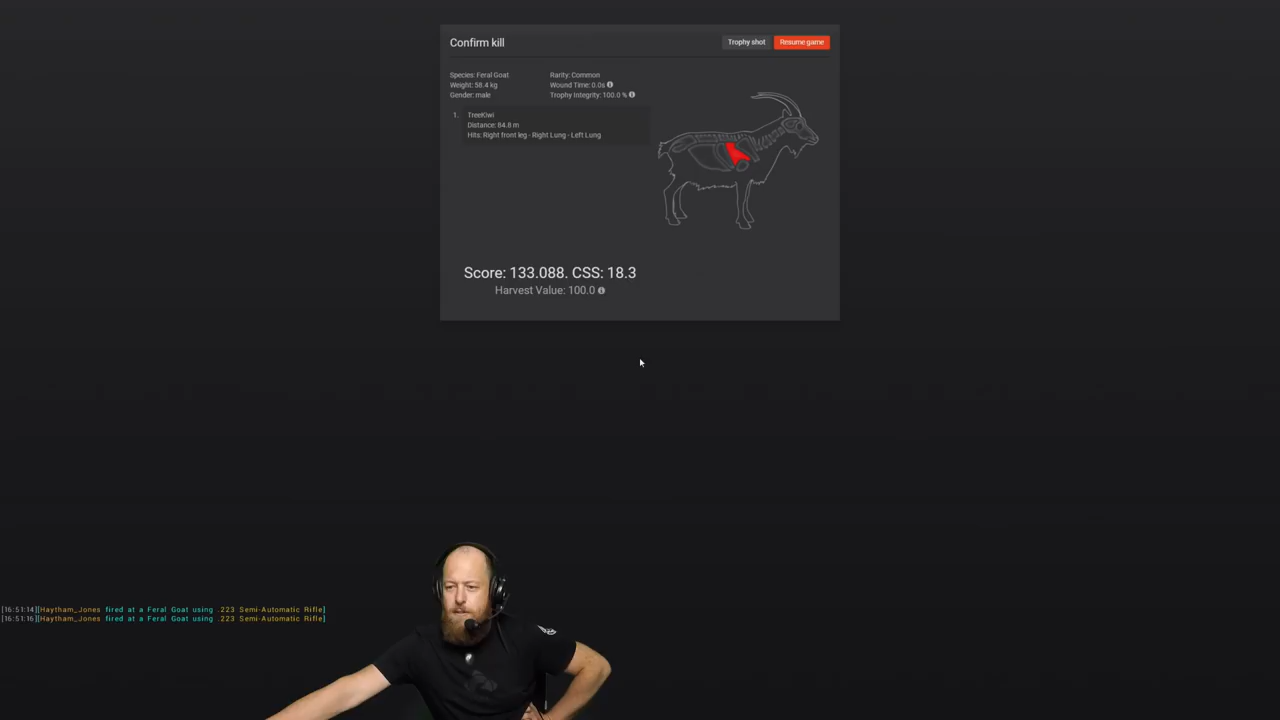 Confirm kill
Trophy shot
Resume game
Species: Feral Goat
Rarity: Common
Weight: 58.4 kg
Wound Time: 0.0s
Gender: male
Trophy Integrity: 100.0 %
1. TreeKiwi
Distance: 84.8 m
Hits: Right front leg - Right Lung - Left Lung
Score: 133.088. CSS: 18.3
Harvest Value: 100.0
[16:51:14][Haytham_Jones fired at a Feral Goat using .223 Semi-Automatic Rifle]
[16:51:16][Haytham_Jones fired at a Feral Goat using .223 Semi-Automatic Rifle]